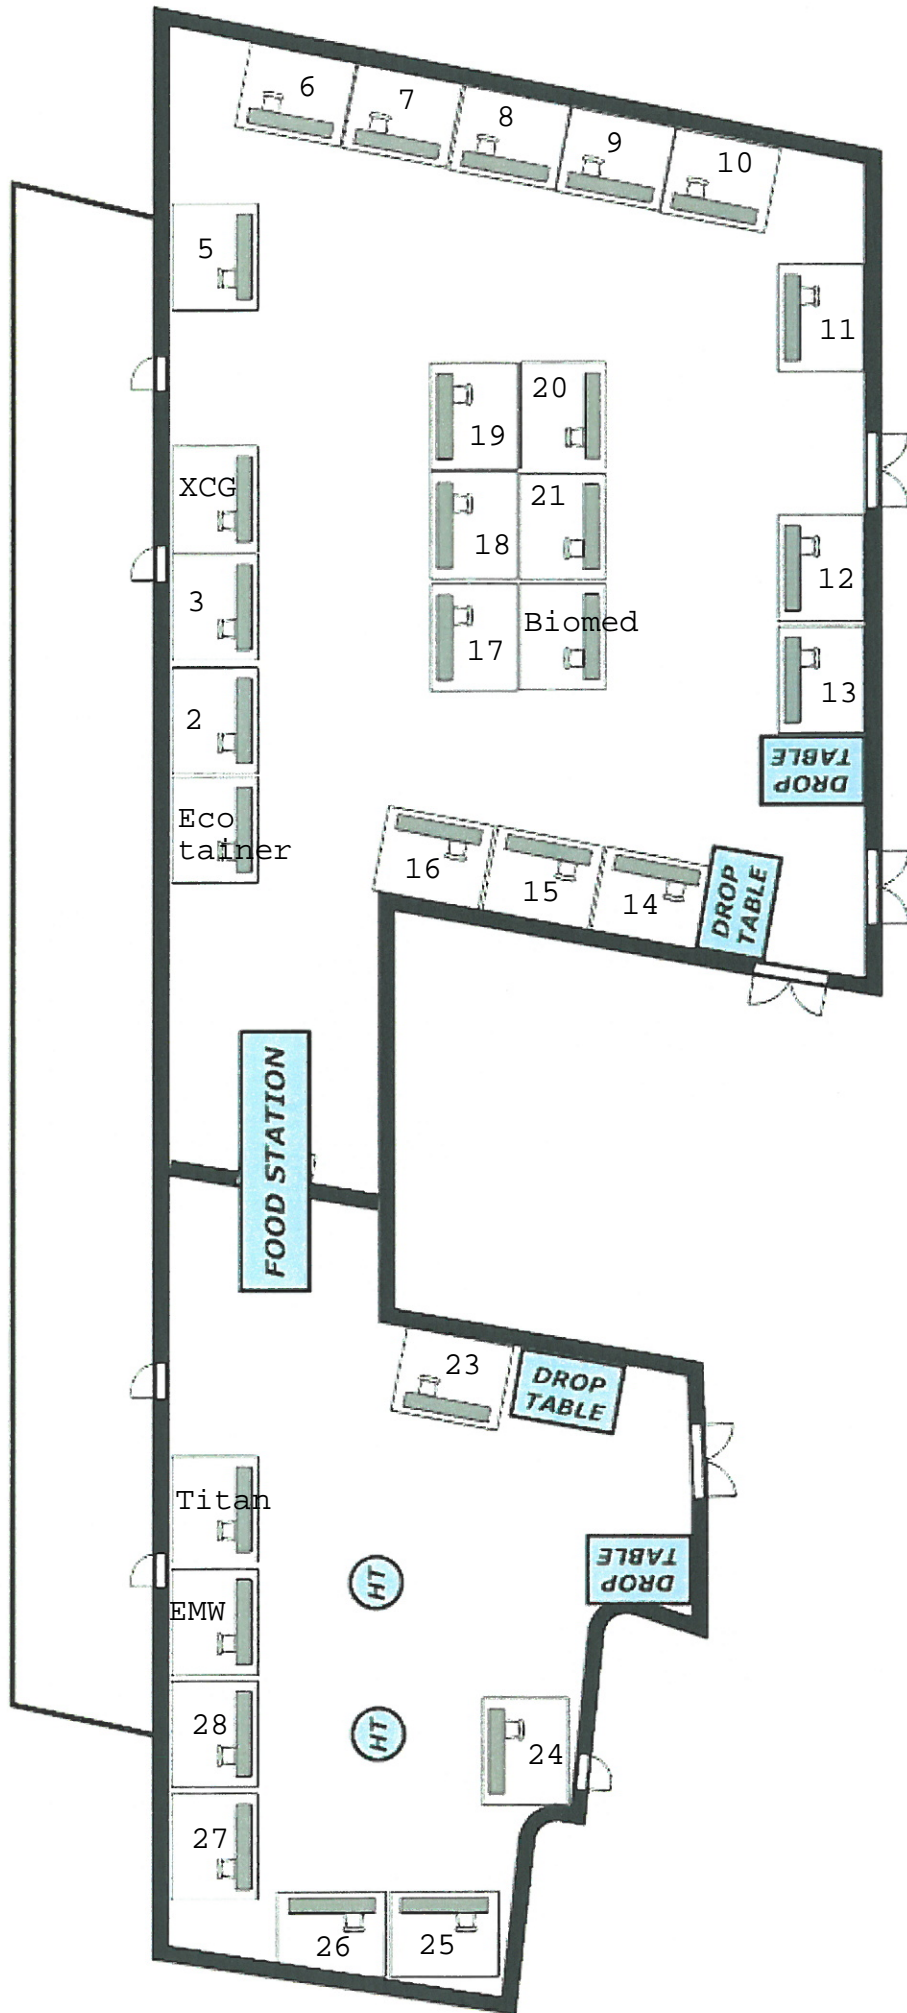 6
7
8
9
10
5
11
20
19
XCG
21
18
12
3
Biomed
17
13
2
DROP
TABLE
Eco
tainer
16
15
14
DROP
TABLE
FOOD STATION
23
DROP
TABLE
Titan
HT
DROP
TABLE
EMW
28
HT
24
27
26
25